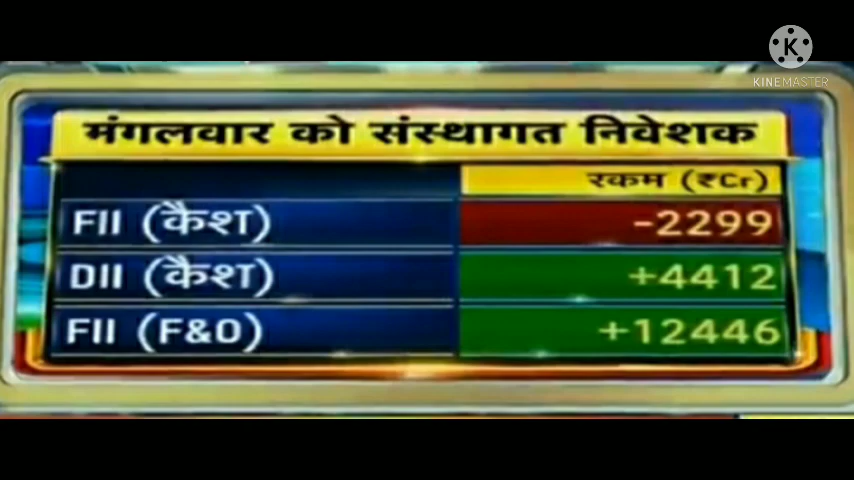 K
KINEMASTER
मंगलवार को संस्थागत निवेशक
रकम (₹Cr)
FII (कैश) -2299
DII (कैश) +4412
FII (F&O) +12446